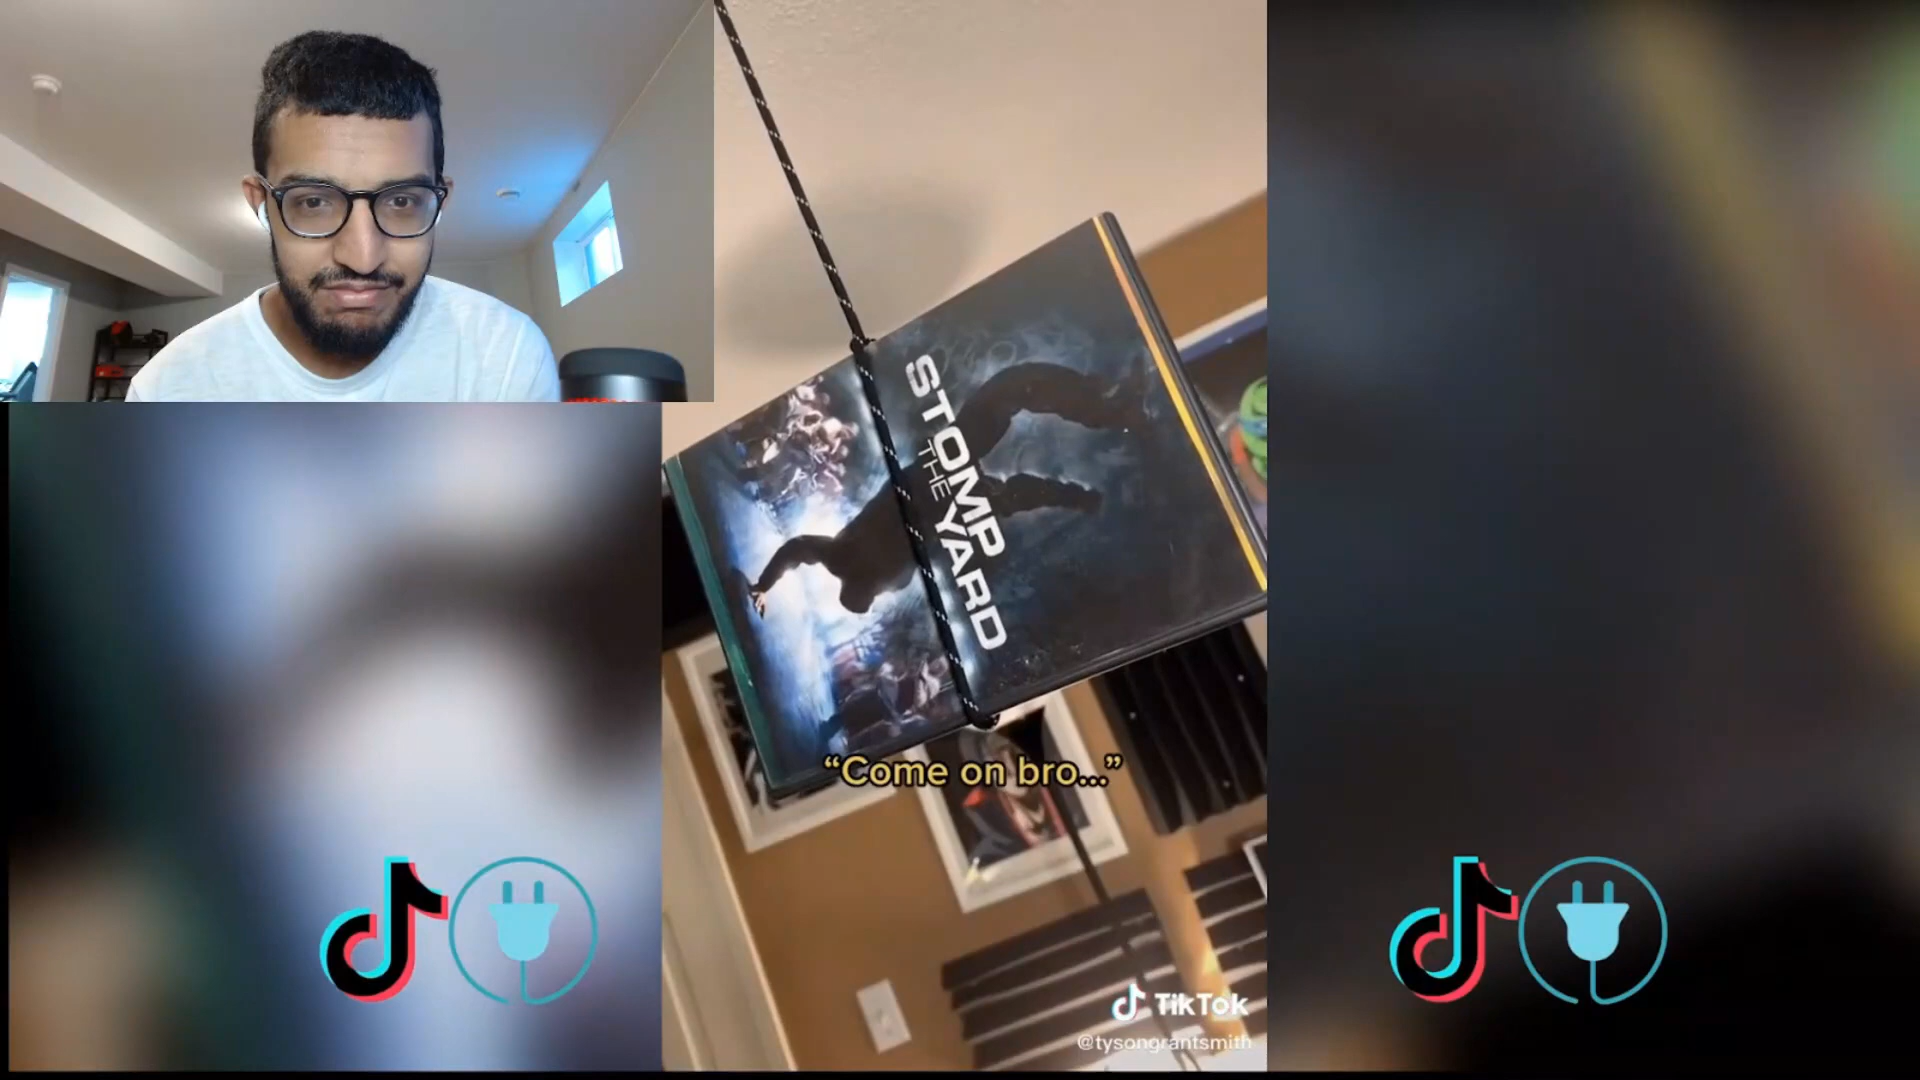 STOMP
THE YARD
“Come on bro...”
TikTok
@tysongrantsmith